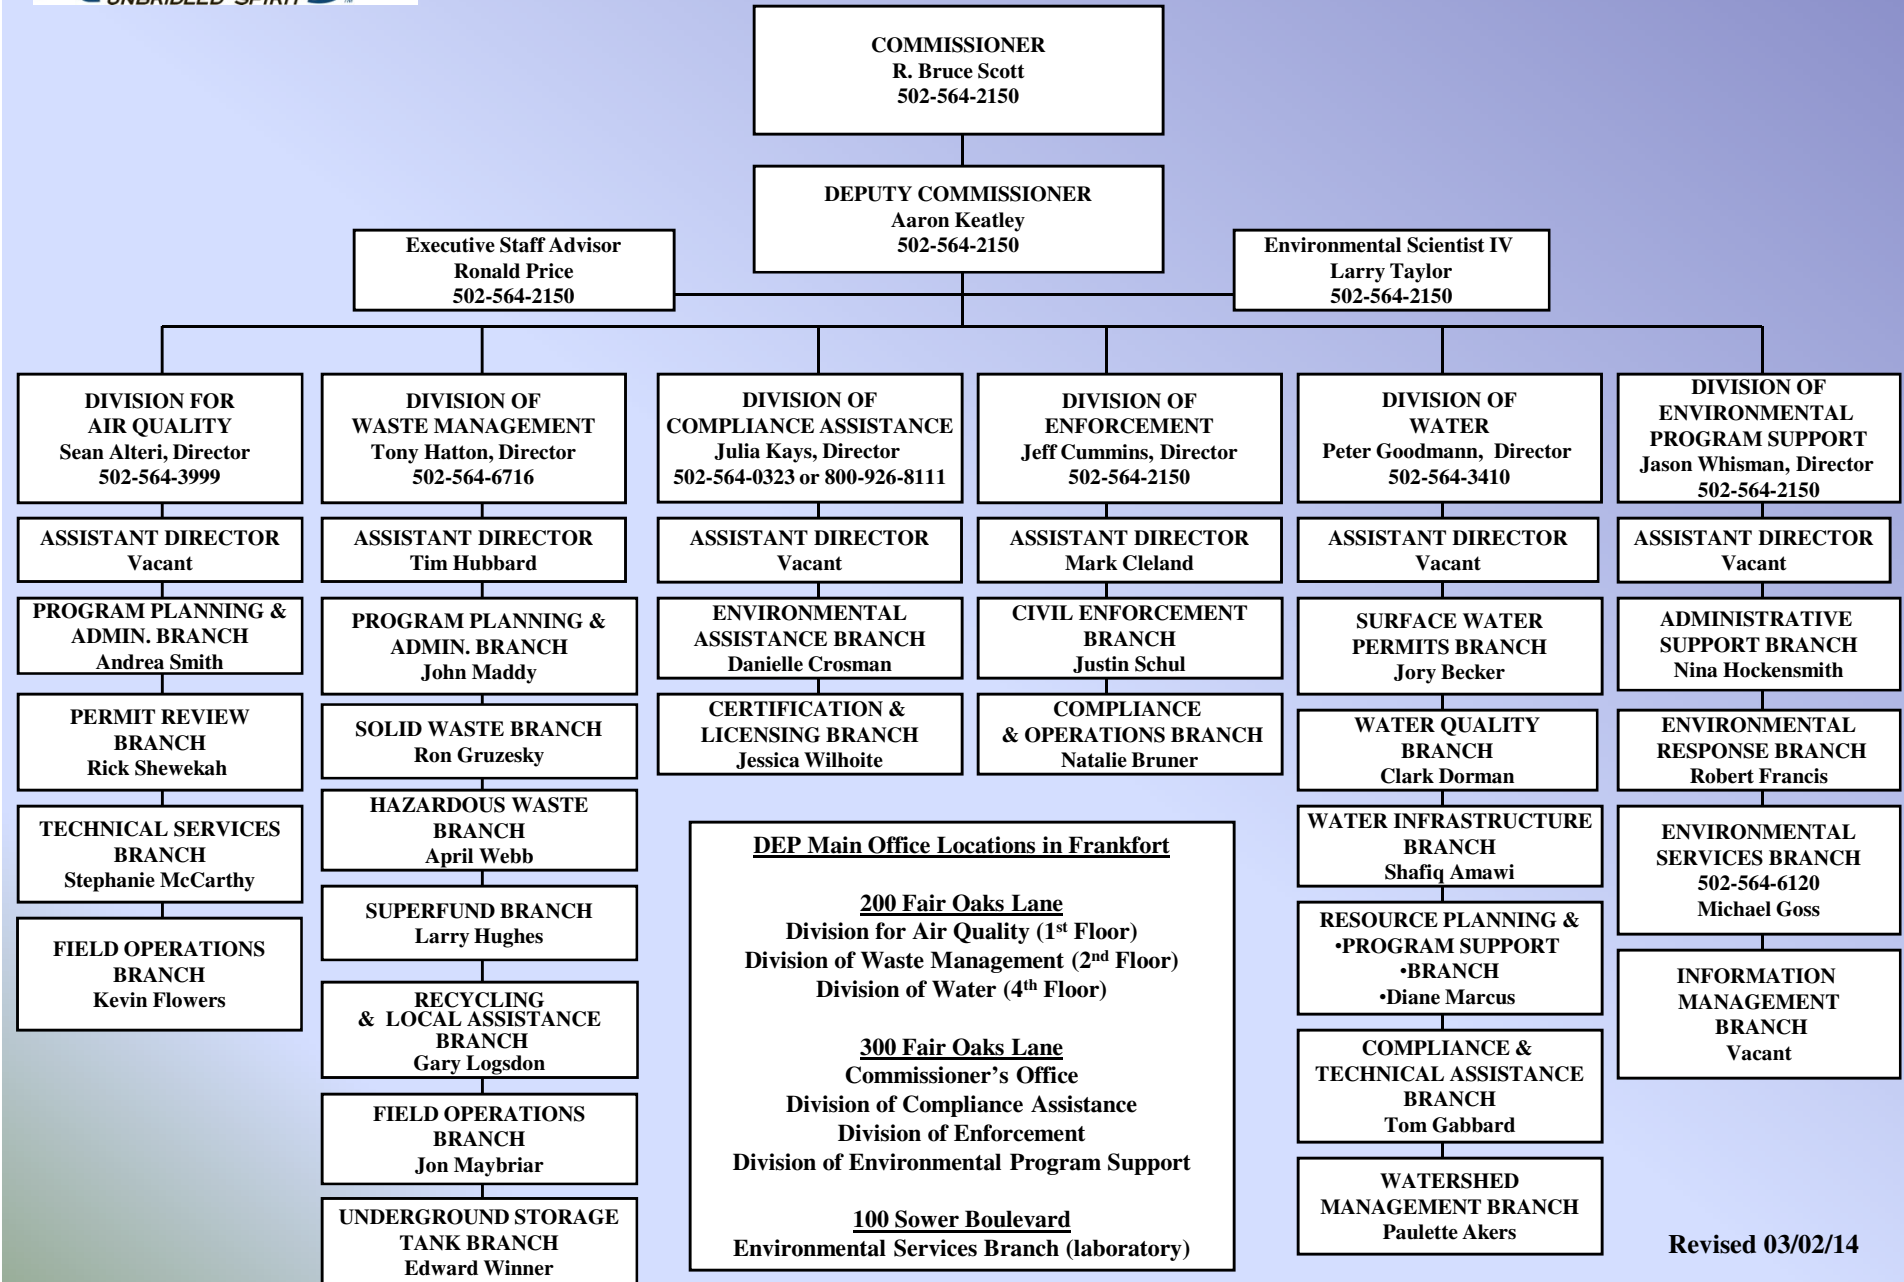 UNBRIDLED SPIRIT
COMMISSIONER
R. Bruce Scott
502-564-2150
DEPUTY COMMISSIONER
Aaron Keatley
502-564-2150
Executive Staff Advisor
Ronald Price
502-564-2150
Environmental Scientist IV
Larry Taylor
502-564-2150
DIVISION FOR
AIR QUALITY
Sean Alteri, Director
502-564-3999
ASSISTANT DIRECTOR
Vacant
PROGRAM PLANNING &
ADMIN. BRANCH
Andrea Smith
PERMIT REVIEW
BRANCH
Rick Shewekah
TECHNICAL SERVICES
BRANCH
Stephanie McCarthy
FIELD OPERATIONS
BRANCH
Kevin Flowers
DIVISION OF
WASTE MANAGEMENT
Tony Hatton, Director
502-564-6716
ASSISTANT DIRECTOR
Tim Hubbard
PROGRAM PLANNING &
ADMIN. BRANCH
John Maddy
SOLID WASTE BRANCH
Ron Gruzesky
HAZARDOUS WASTE
BRANCH
April Webb
SUPERFUND BRANCH
Larry Hughes
RECYCLING
& LOCAL ASSISTANCE
BRANCH
Gary Logsdon
FIELD OPERATIONS
BRANCH
Jon Maybriar
UNDERGROUND STORAGE
TANK BRANCH
Edward Winner
DIVISION OF
COMPLIANCE ASSISTANCE
Julia Kays, Director
502-564-0323 or 800-926-8111
ASSISTANT DIRECTOR
Vacant
ENVIRONMENTAL
ASSISTANCE BRANCH
Danielle Crosman
CERTIFICATION &
LICENSING BRANCH
Jessica Wilhoite
DIVISION OF
ENFORCEMENT
Jeff Cummins, Director
502-564-2150
ASSISTANT DIRECTOR
Mark Cleland
CIVIL ENFORCEMENT
BRANCH
Justin Schul
COMPLIANCE
& OPERATIONS BRANCH
Natalie Bruner
DIVISION OF
WATER
Peter Goodmann, Director
502-564-3410
ASSISTANT DIRECTOR
Vacant
SURFACE WATER
PERMITS BRANCH
Jory Becker
WATER QUALITY
BRANCH
Clark Dorman
WATER INFRASTRUCTURE
BRANCH
Shafiq Amawi
RESOURCE PLANNING &
•PROGRAM SUPPORT
•BRANCH
•Diane Marcus
COMPLIANCE &
TECHNICAL ASSISTANCE
BRANCH
Tom Gabbard
WATERSHED
MANAGEMENT BRANCH
Paulette Akers
DIVISION OF
ENVIRONMENTAL
PROGRAM SUPPORT
Jason Whisman, Director
502-564-2150
ASSISTANT DIRECTOR
Vacant
ADMINISTRATIVE
SUPPORT BRANCH
Nina Hockensmith
ENVIRONMENTAL
RESPONSE BRANCH
Robert Francis
ENVIRONMENTAL
SERVICES BRANCH
502-564-6120
Michael Goss
INFORMATION
MANAGEMENT
BRANCH
Vacant
DEP Main Office Locations in Frankfort
200 Fair Oaks Lane
Division for Air Quality (1st Floor)
Division of Waste Management (2nd Floor)
Division of Water (4th Floor)
300 Fair Oaks Lane
Commissioner's Office
Division of Compliance Assistance
Division of Enforcement
Division of Environmental Program Support
100 Sower Boulevard
Environmental Services Branch (laboratory)
Revised 03/02/14